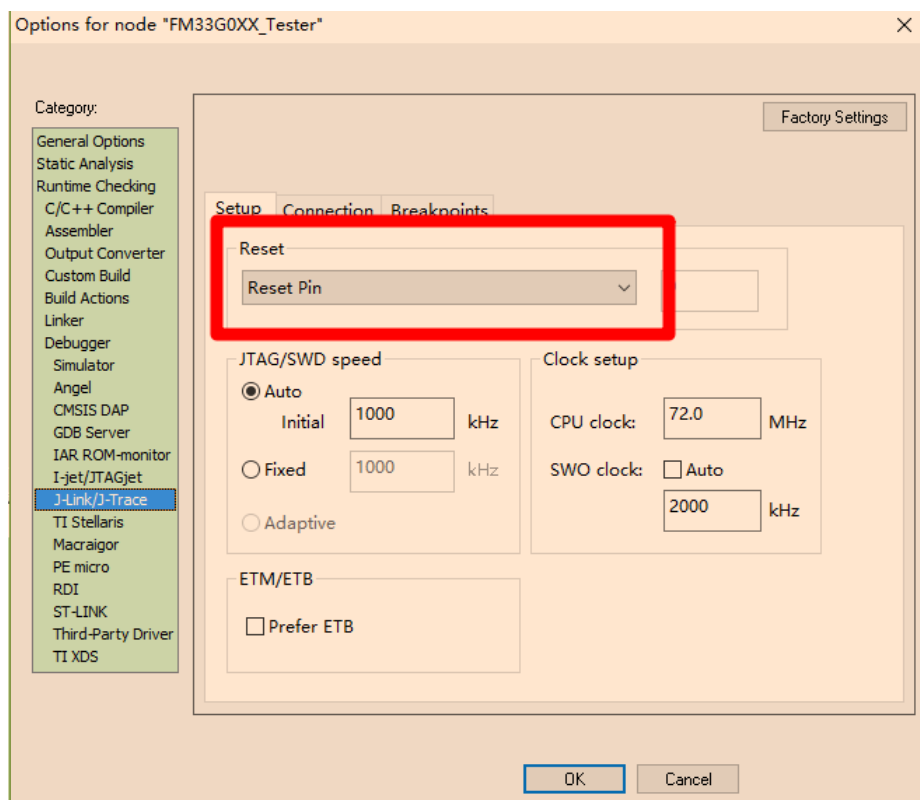 Options for node "FM33G0XX_Tester"
Category:
Factory Settings
General Options
Static Analysis
Runtime Checking
C/C++ Compiler
Assembler
Output Converter
Custom Build
Build Actions
Linker
Debugger
Simulator
Angel
CMSIS DAP
GDB Server
IAR ROM-monitor
I-jet/JTAGjet
J-Link/J-Trace
TI Stellaris
Macraigor
PE micro
RDI
ST-LINK
Third-Party Driver
TI XDS
Setup Connection Breakpoints
Reset
Reset Pin
JTAG/SWD speed
Auto
Initial 1000 kHz
Fixed 1000 kHz
Adaptive
Clock setup
CPU clock: 72.0 MHz
SWO clock: Auto
2000 kHz
ETM/ETB
Prefer ETB
OK Cancel